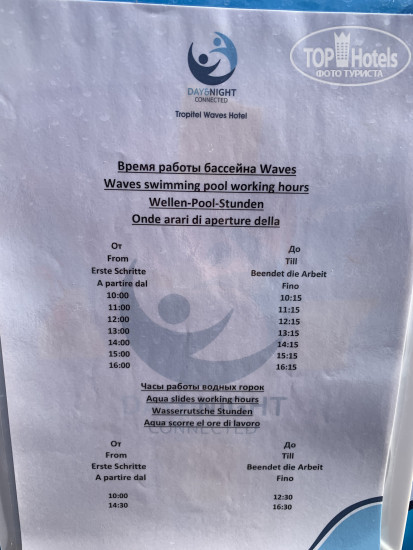 TOP Hotels
ФОТО ТУРИСТА
DAY&NIGHT
CONNECTED
Tropitel Waves Hotel
Время работы бассейна Waves
Waves swimming pool working hours
Wellen-Pool-Stunden
Onde arari di aperture della
От До
From Till
Erste Schritte Beendet die Arbeit
A partire dal Fino
10:00 10:15
11:00 11:15
12:00 12:15
13:00 13:15
14:00 14:15
15:00 15:15
16:00 16:15
Часы работы водных горок
Aqua slides working hours
Wasserrutsche Stunden
Aqua scorre el ore di lavoro
DAY&NIGHT
CONNECTED
От До
From Till
Erste Schritte Beendet die Arbeit
A partire dal Fino
10:00 12:30
14:30 16:30